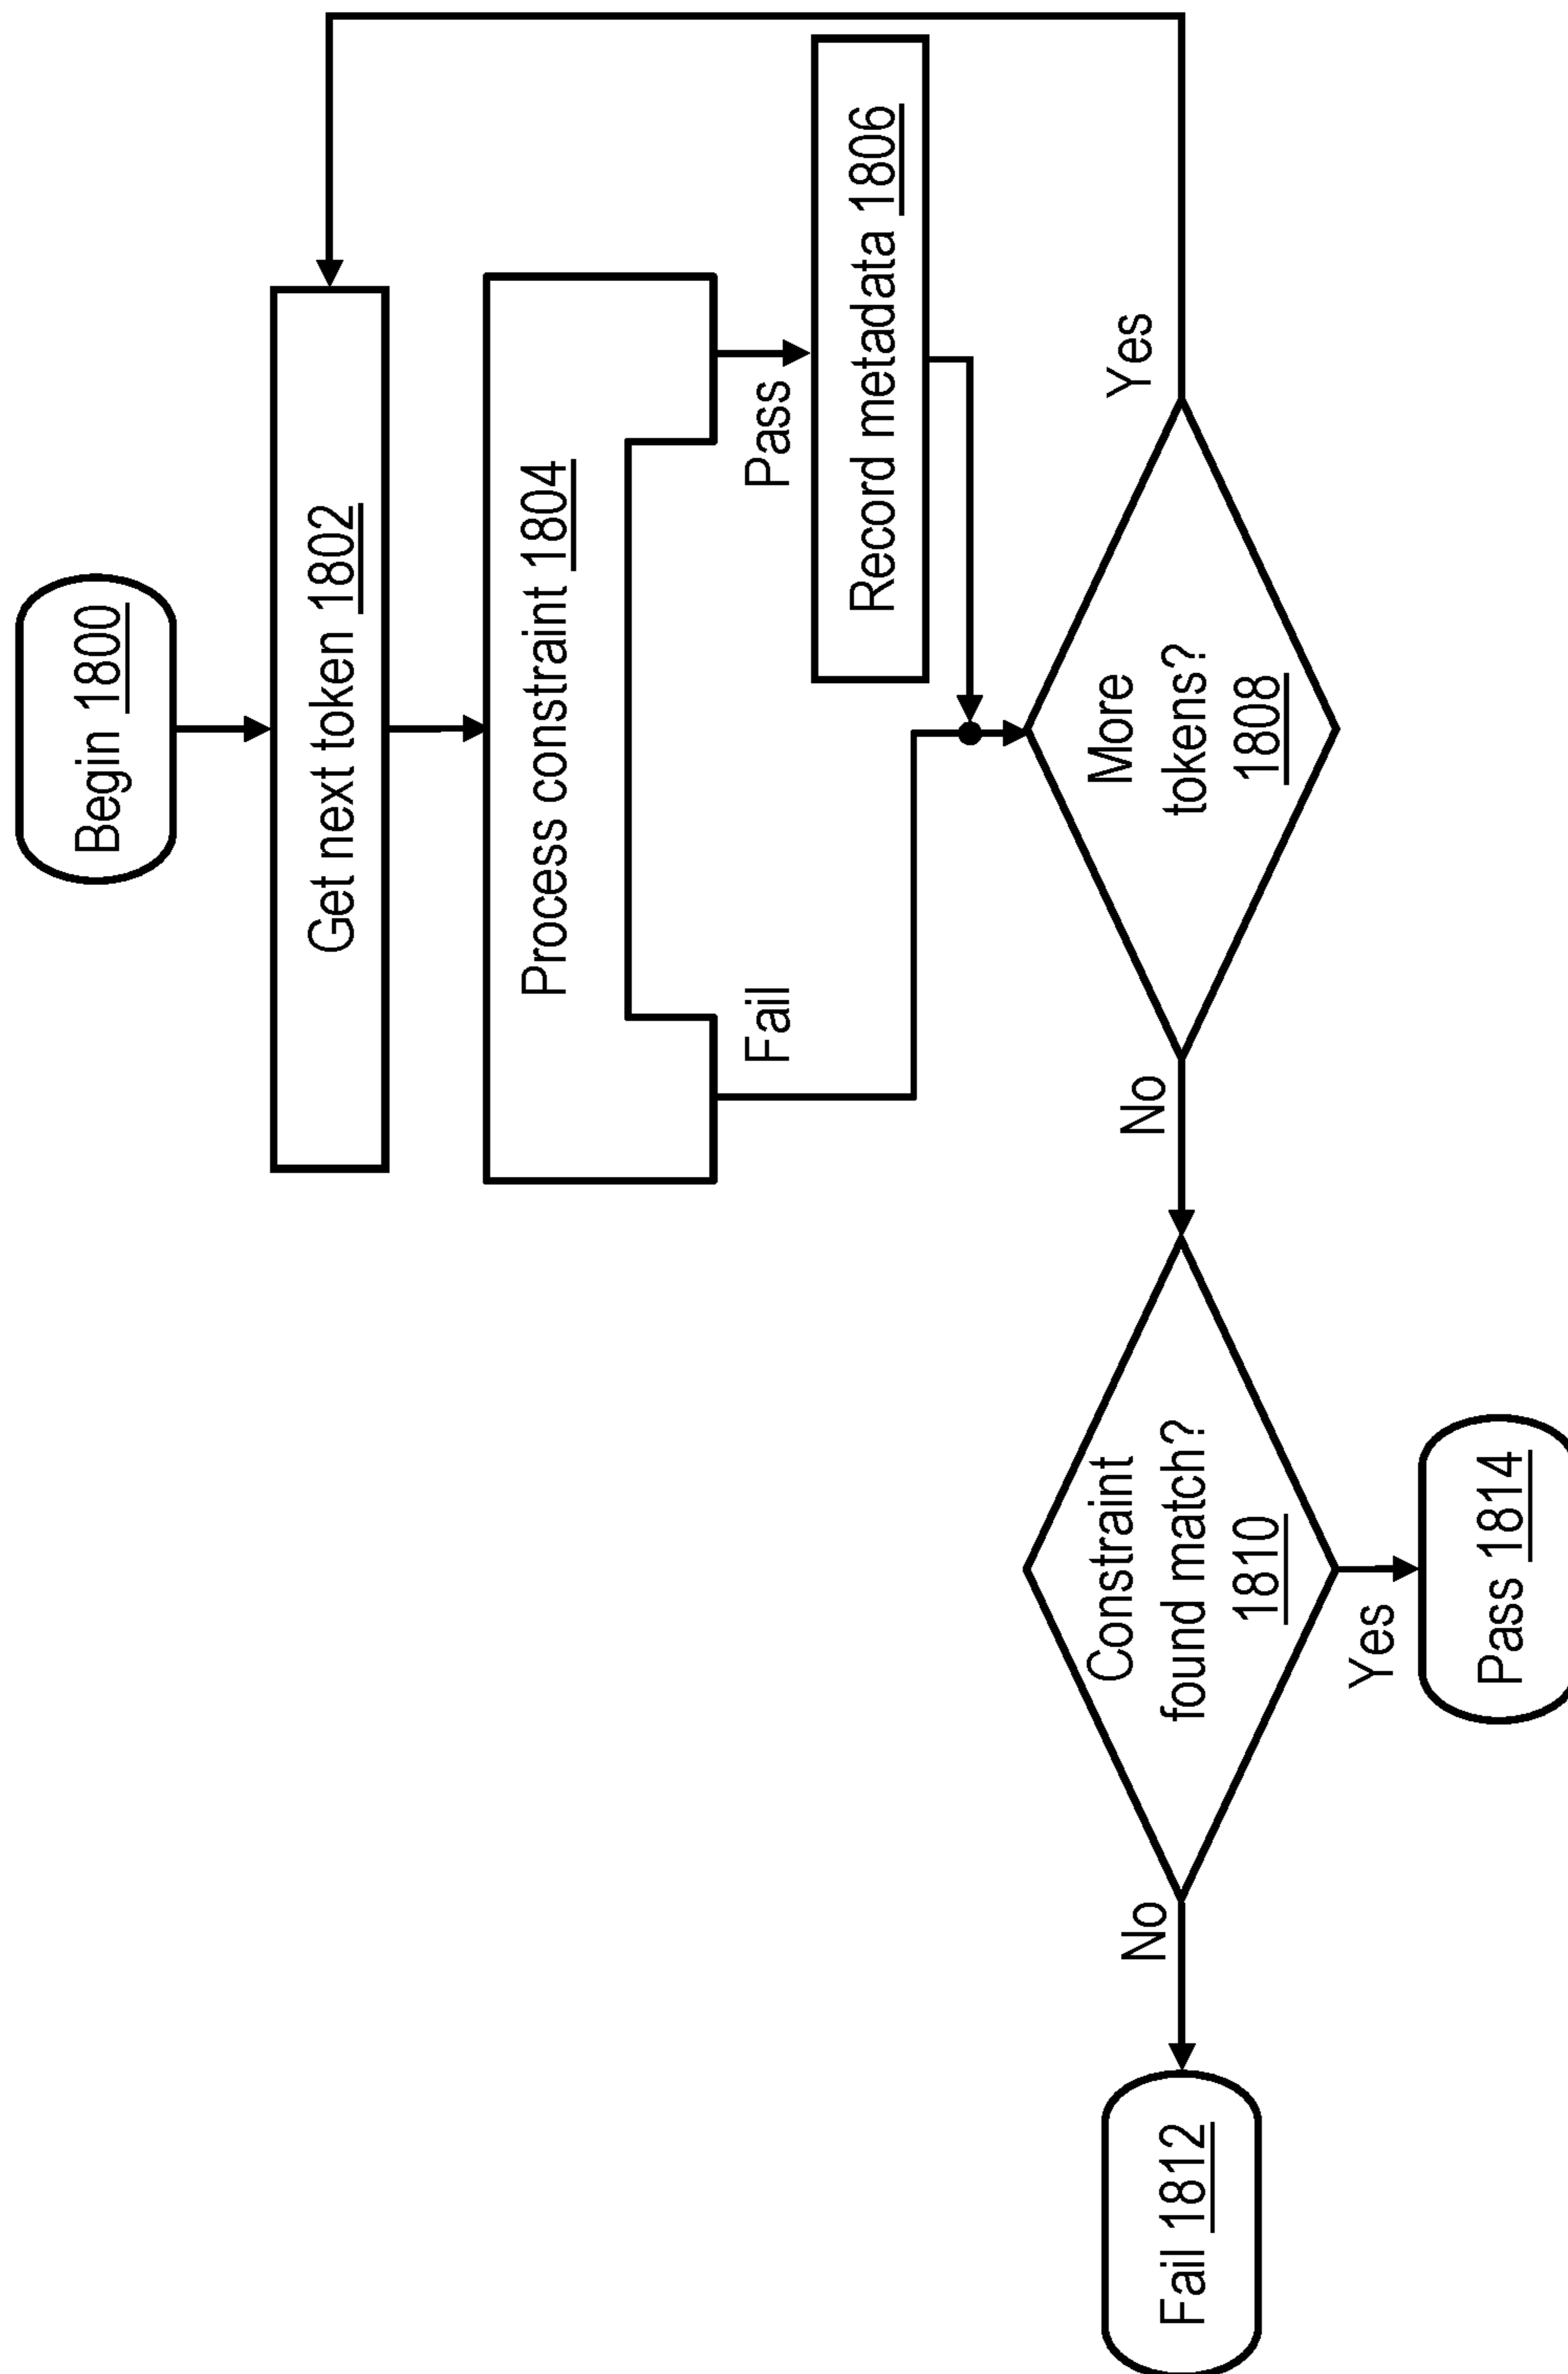 Begin 1800
Get next token 1802
Process constraint 1804
Fail
Pass
Record metadata 1806
More
tokens?
1808
Yes
No
Constraint
found match?
1810
No
Fail 1812
Yes
Pass 1814